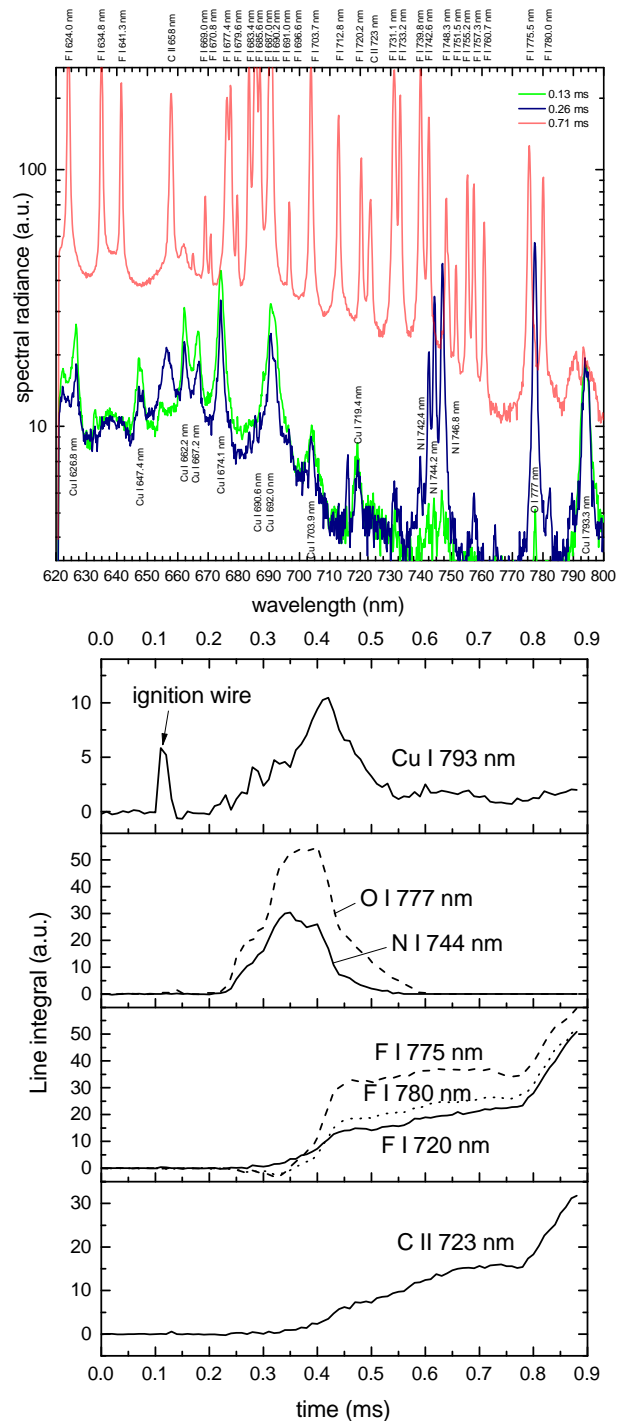 F I 624.0 nm
F I 634.8 nm
F I 641.3 nm
C II 658 nm
F I 669.0 nm
F I 670.8 nm
F I 677.4 nm
F I 679.6 nm
F I 683.4 nm
F I 685.6 nm
F I 687.0 nm
F I 690.2 nm
F I 691.0 nm
F I 696.6 nm
F I 703.7 nm
F I 712.8 nm
F I 720.2 nm
C II 723 nm
F I 731.1 nm
F I 733.2 nm
F I 739.8 nm
F I 742.6 nm
F I 748.3 nm
F I 751.5 nm
F I 755.2 nm
F I 757.3 nm
F I 760.7 nm
F I 775.5 nm
F I 780.0 nm
0.13 ms
0.26 ms
0.71 ms
100
10
spectral radiance (a.u.)
Cu I 626.8 nm
Cu I 647.4 nm
Cu I 662.2 nm
Cu I 667.2 nm
Cu I 674.1 nm
Cu I 690.6 nm
Cu I 692.0 nm
Cu I 703.9 nm
Cu I 719.4 nm
N I 742.4 nm
N I 744.2 nm
N I 746.8 nm
O I 777 nm
Cu I 793.3 nm
620 630 640 650 660 670 680 690 700 710 720 730 740 750 760 770 780 790 800
wavelength (nm)
0.0 0.1 0.2 0.3 0.4 0.5 0.6 0.7 0.8 0.9
10
5
0
ignition wire
Cu I 793 nm
50
40
30
20
10
0
O I 777 nm
N I 744 nm
Line integral (a.u.)
50
40
30
20
10
0
F I 775 nm
F I 780 nm
F I 720 nm
30
20
10
0
C II 723 nm
0.0 0.1 0.2 0.3 0.4 0.5 0.6 0.7 0.8 0.9
time (ms)